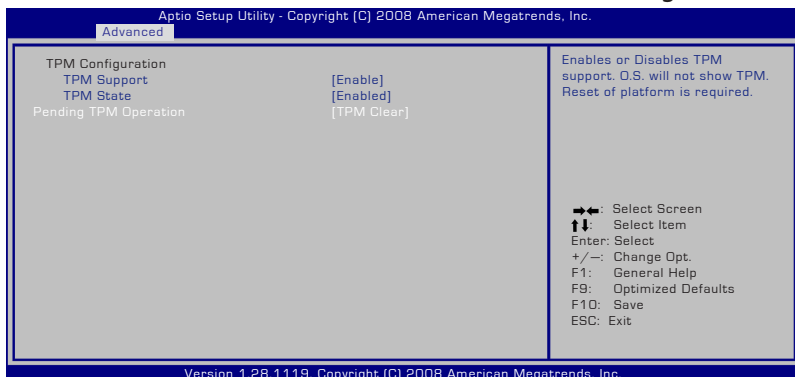 Aptio Setup Utility - Copyright (C) 2008 American Megatrends, Inc.
Advanced
TPM Configuration
TPM Support [Enable]
TPM State [Enabled]
Pending TPM Operation [TPM Clear]
Enables or Disables TPM
support. O.S. will not show TPM.
Reset of platform is required.
→←: Select Screen
↑↓: Select Item
Enter: Select
+/—: Change Opt.
F1: General Help
F9: Optimized Defaults
F10: Save
ESC: Exit
Version 1.28.1119. Copyright (C) 2008 American Megatrends, Inc.